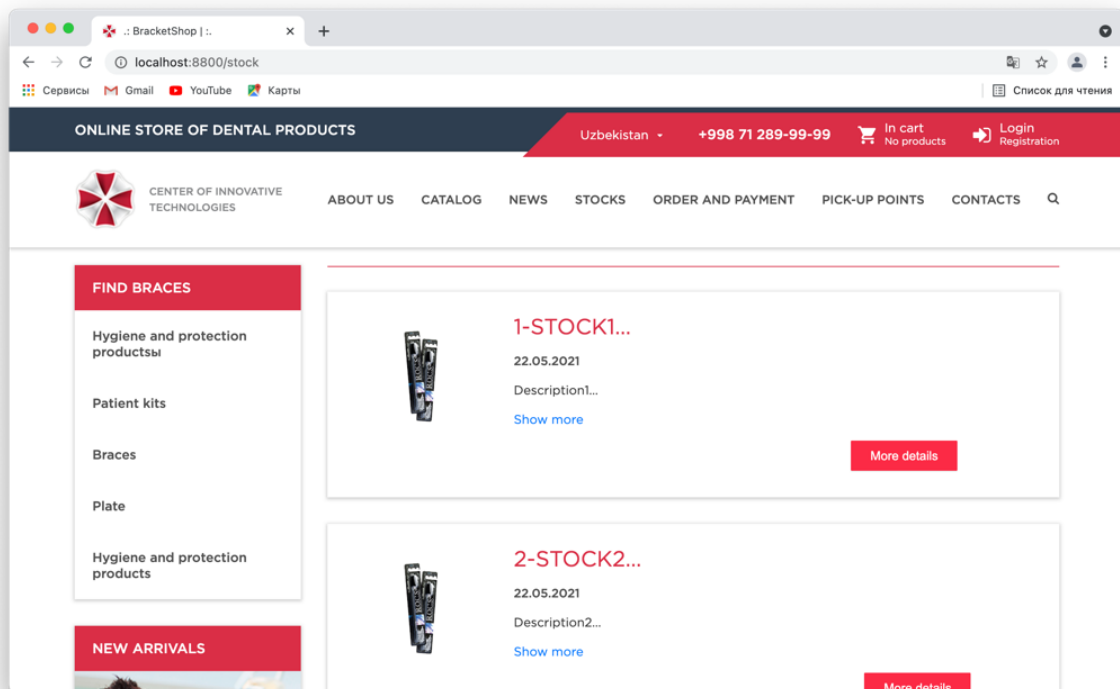 .: BracketShop | :.
localhost:8800/stock
Сервисы Gmail YouTube Карты Список для чтения
ONLINE STORE OF DENTAL PRODUCTS
Uzbekistan
+998 71 289-99-99
In cart
No products
Login
Registration
CENTER OF INNOVATIVE
TECHNOLOGIES
ABOUT US CATALOG NEWS STOCKS ORDER AND PAYMENT PICK-UP POINTS CONTACTS
FIND BRACES
Hygiene and protection
productsы
Patient kits
Braces
Plate
Hygiene and protection
products
NEW ARRIVALS
1-STOCK1...
22.05.2021
Description1...
Show more
More details
2-STOCK2...
22.05.2021
Description2...
Show more
More details